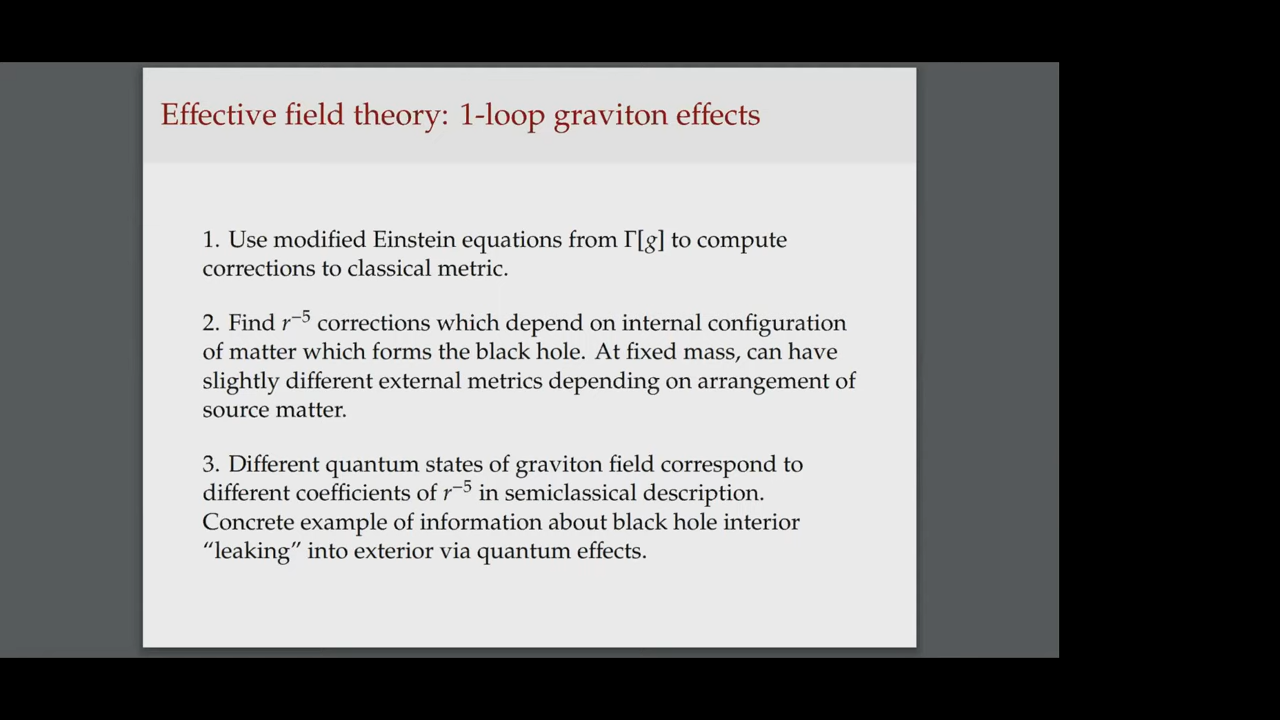 Effective field theory: 1-loop graviton effects
1. Use modified Einstein equations from Γ[g] to compute
corrections to classical metric.
2. Find r⁻⁵ corrections which depend on internal configuration
of matter which forms the black hole. At fixed mass, can have
slightly different external metrics depending on arrangement of
source matter.
3. Different quantum states of graviton field correspond to
different coefficients of r⁻⁵ in semiclassical description.
Concrete example of information about black hole interior
“leaking” into exterior via quantum effects.